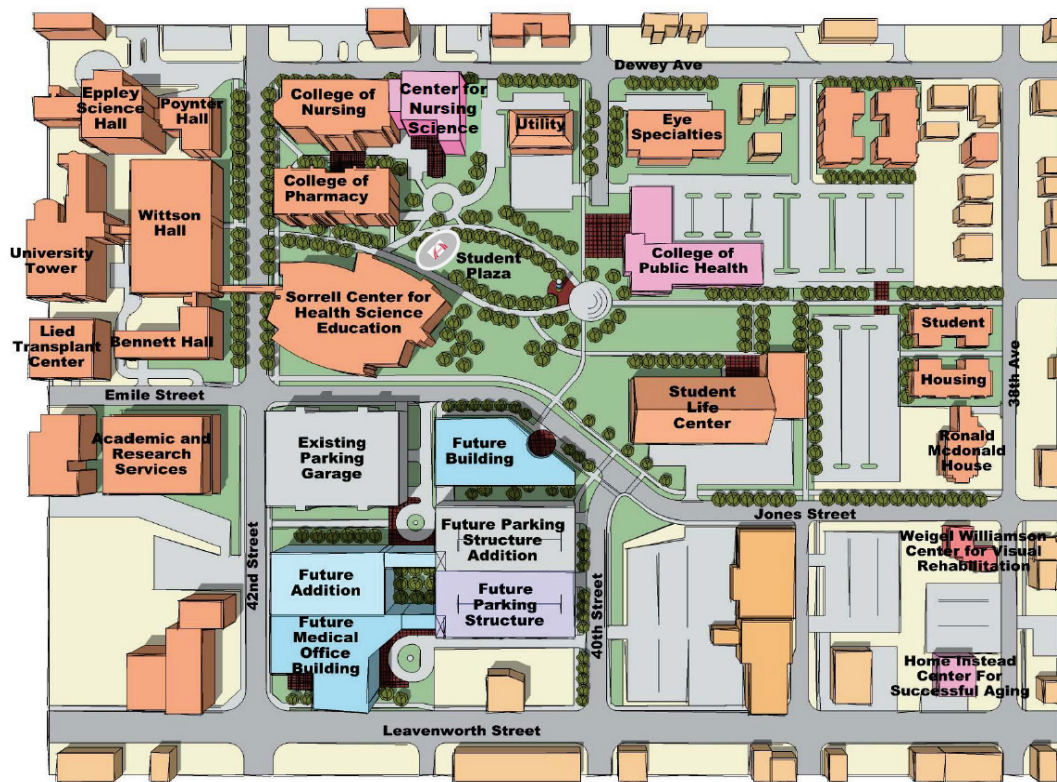 Dewey Ave
Eppley
Science
Hall
Poynter
Hall
College of
Nursing
Center for
Nursing
Science
Utility
Eye
Specialties
College of
Pharmacy
Wittson
Hall
University
Tower
Student
Plaza
College of
Public Health
Sorrell Center for
Health Science
Education
Lied
Transplant
Center
Bennett Hall
Student
Housing
38th Ave
Emile Street
Student
Life
Center
Academic and
Research
Services
Existing
Parking
Garage
Future
Building
Ronald
Mcdonald
House
Jones Street
42nd Street
Future Parking
Structure
Addition
Weigel Williamson
Center for Visual
Rehabilitation
Future
Addition
Future
Parking
Structure
40th Street
Future
Medical
Office
Building
Home Instead
Center For
Successful Aging
Leavenworth Street